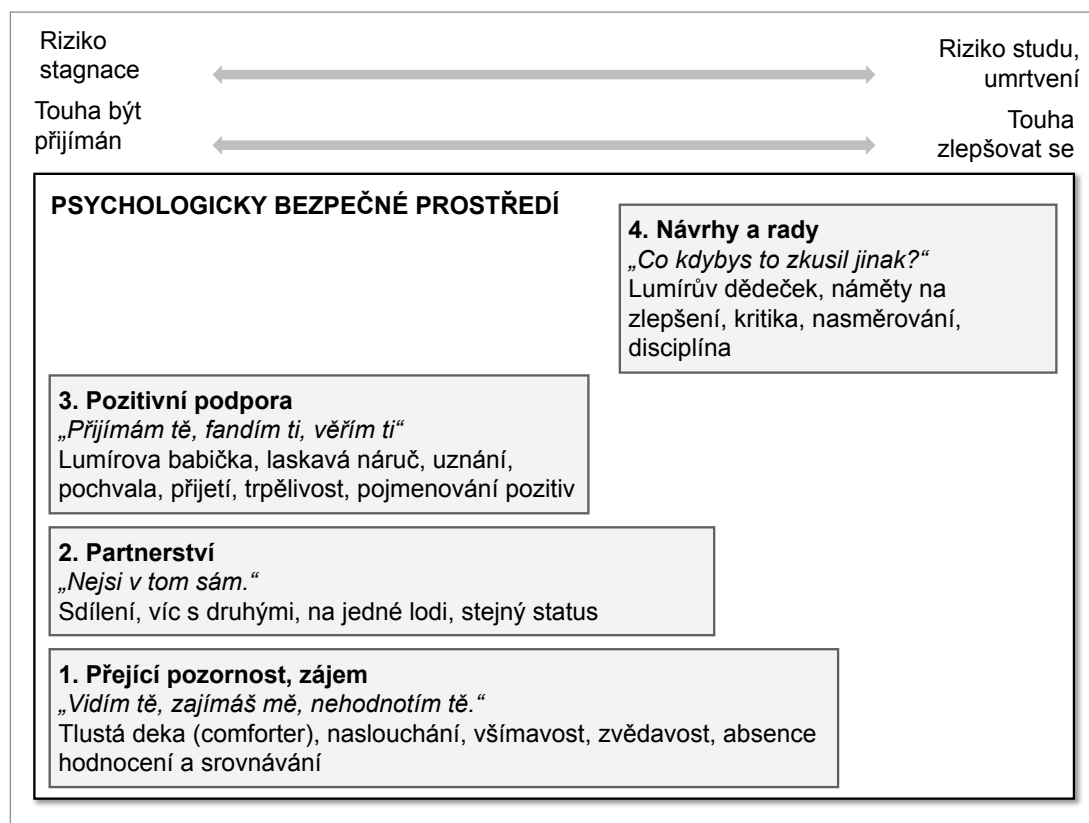 Riziko
stagnace
Riziko studu,
umrtvení
Touha být
přijímán
Touha
zlepšovat se
PSYCHOLOGICKY BEZPEČNÉ PROSTŘEDÍ
4. Návrhy a rady
„Co kdybys to zkusil jinak?“
Lumírův dědeček, náměty na
zlepšení, kritika, nasměrování,
disciplína
3. Pozitivní podpora
„Přijímám tě, fandím ti, věřím ti“
Lumírova babička, laskavá náruč, uznání,
pochvala, přijetí, trpělivost, pojmenování pozitiv
2. Partnerství
„Nejsi v tom sám.“
Sdílení, víc s druhými, na jedné lodi, stejný status
1. Přející pozornost, zájem
„Vidím tě, zajímáš mě, nehodnotím tě.“
Tlustá deka (comforter), naslouchání, všímavost, zvědavost, absence
hodnocení a srovnávání